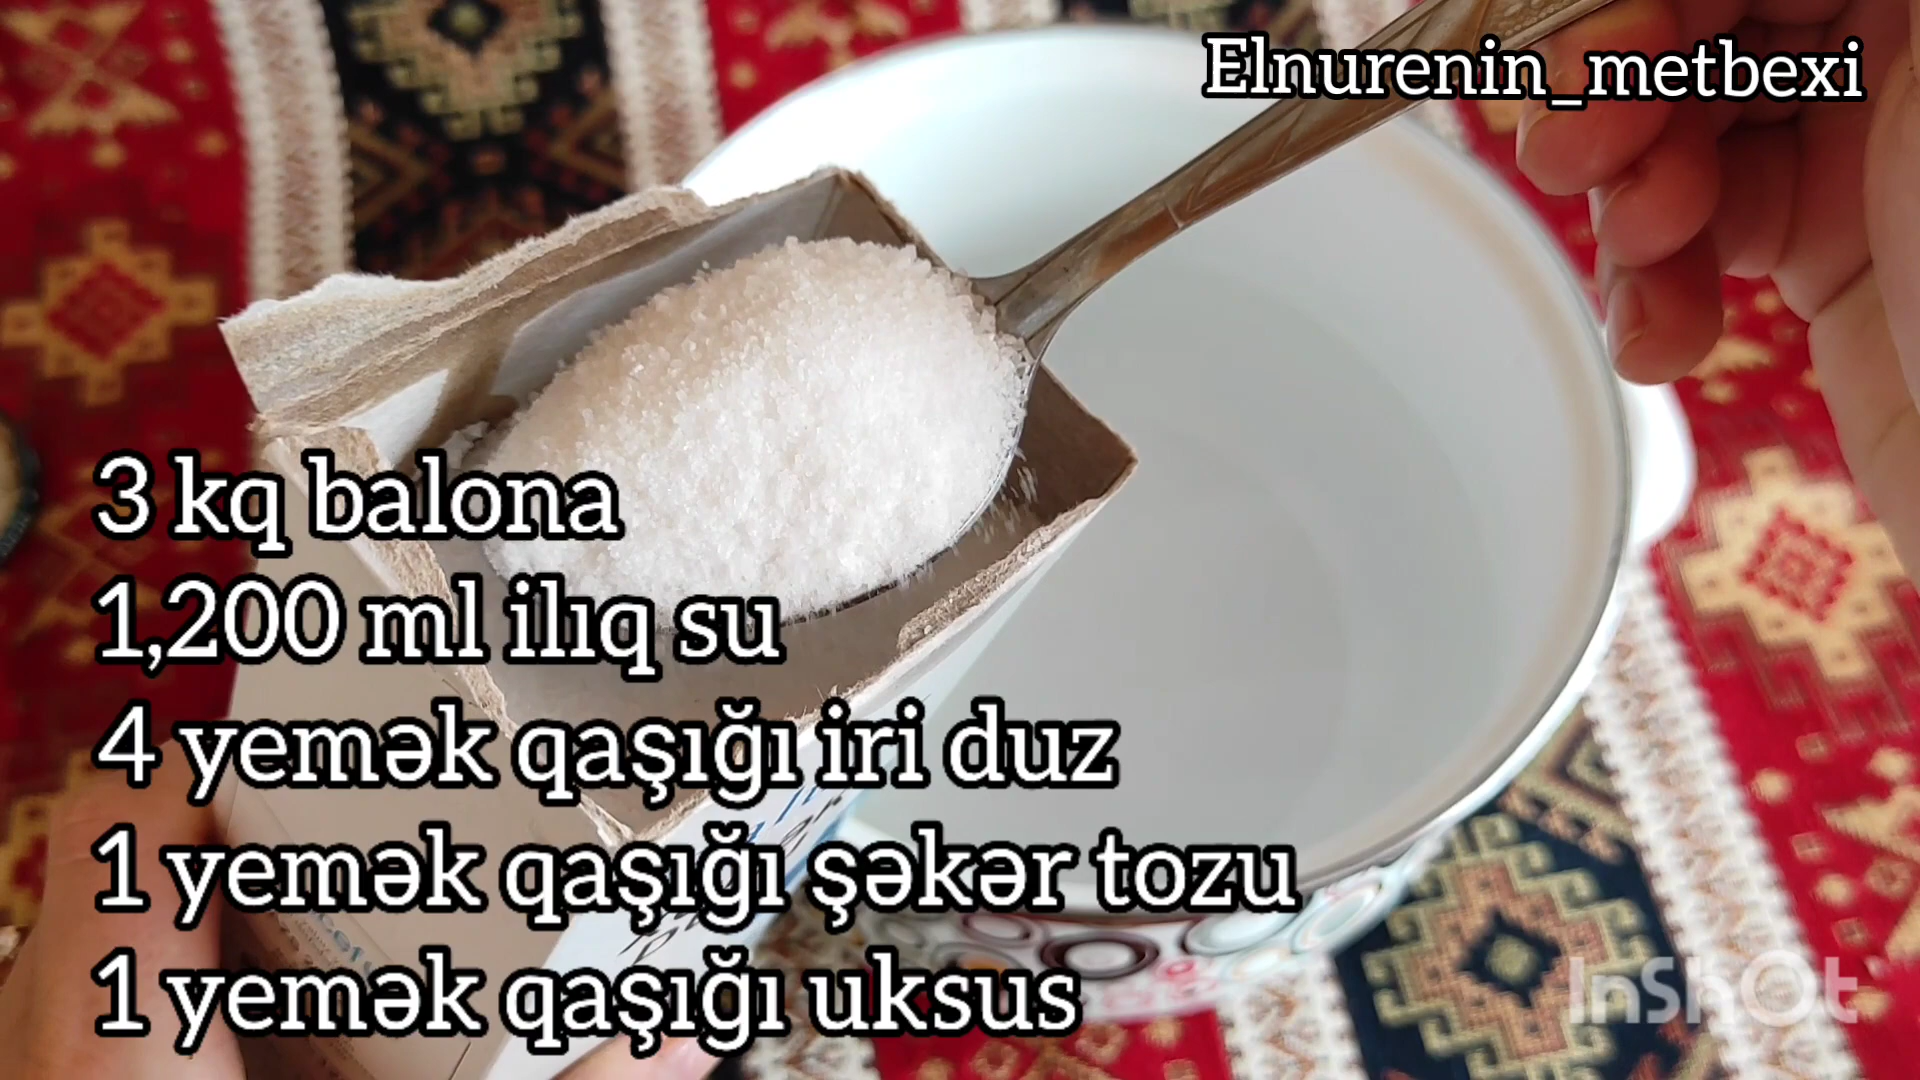 Elnurenin_metbexi
3 kq balona
1,200 ml ilıq su
4 yemək qaşığı iri duz
1 yemək qaşığı şəkər tozu
1 yemək qaşığı uksus
InShOt